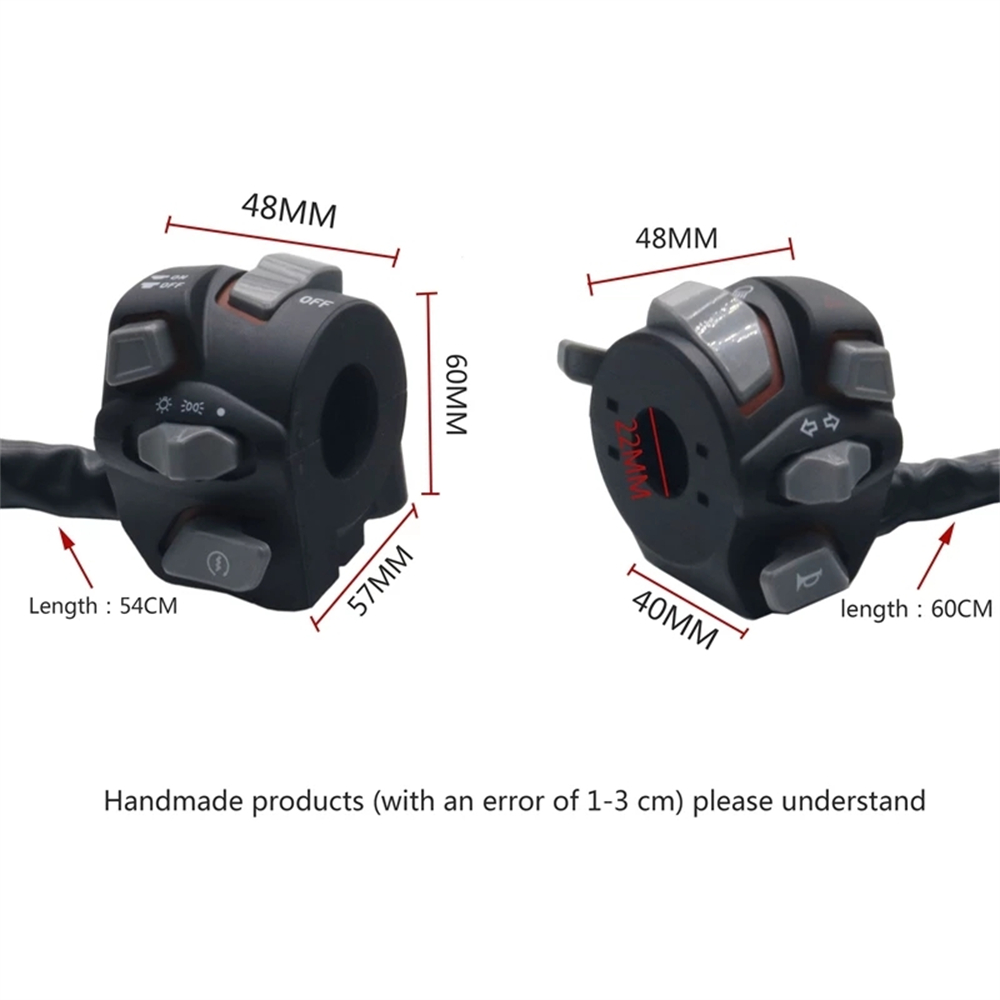 48MM
48MM
ON
OFF
OFF
60MM
22MM
57MM
40MM
Length : 54CM
length : 60CM
Handmade products (with an error of 1-3 cm) please understand